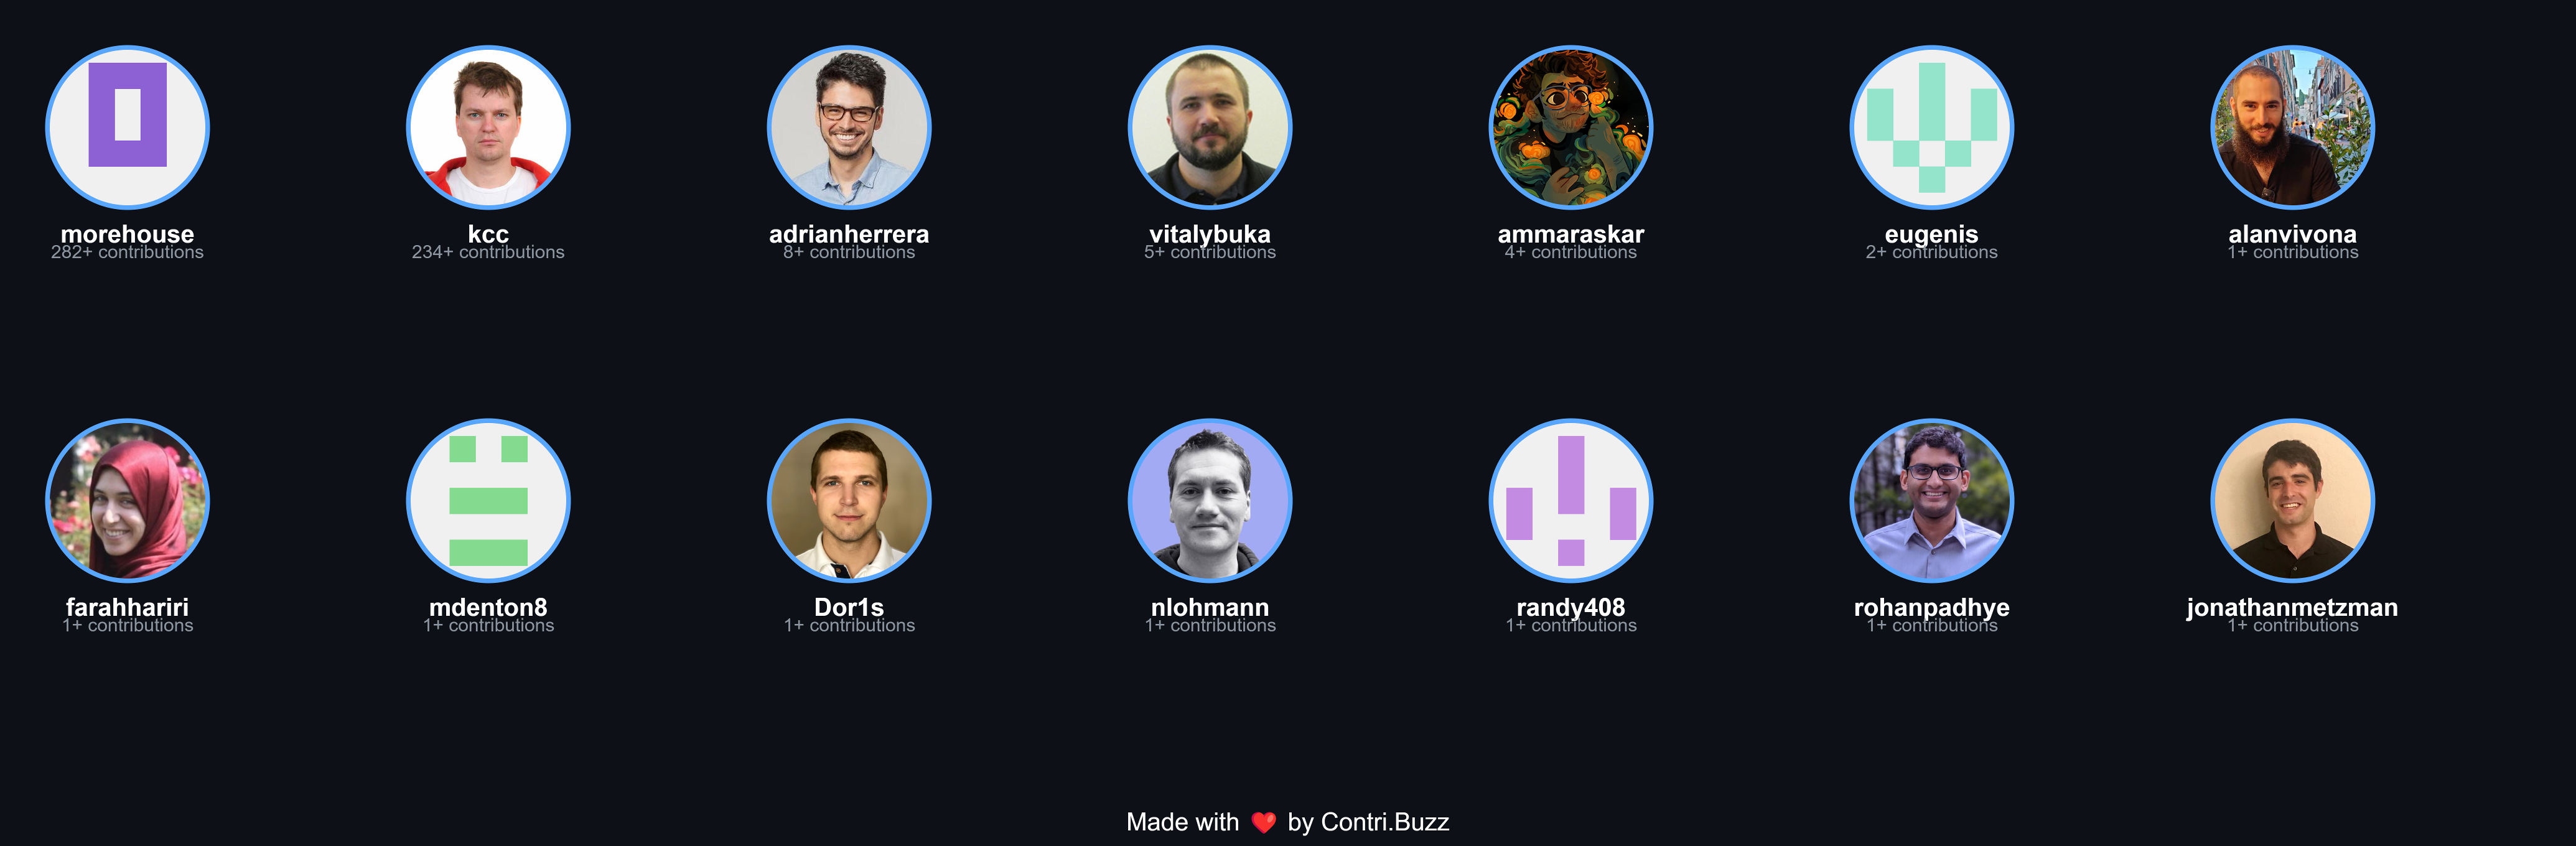 morehouse
282+ contributions
kcc
234+ contributions
adrianherrera
8+ contributions
vitalybuka
5+ contributions
ammaraskar
4+ contributions
eugenis
2+ contributions
alanvivona
1+ contributions
farahhariri
1+ contributions
mdenton8
1+ contributions
Dor1s
1+ contributions
nlohmann
1+ contributions
randy408
1+ contributions
rohanpadhye
1+ contributions
jonathanmetzman
1+ contributions
Made with ❤️ by Contri.Buzz